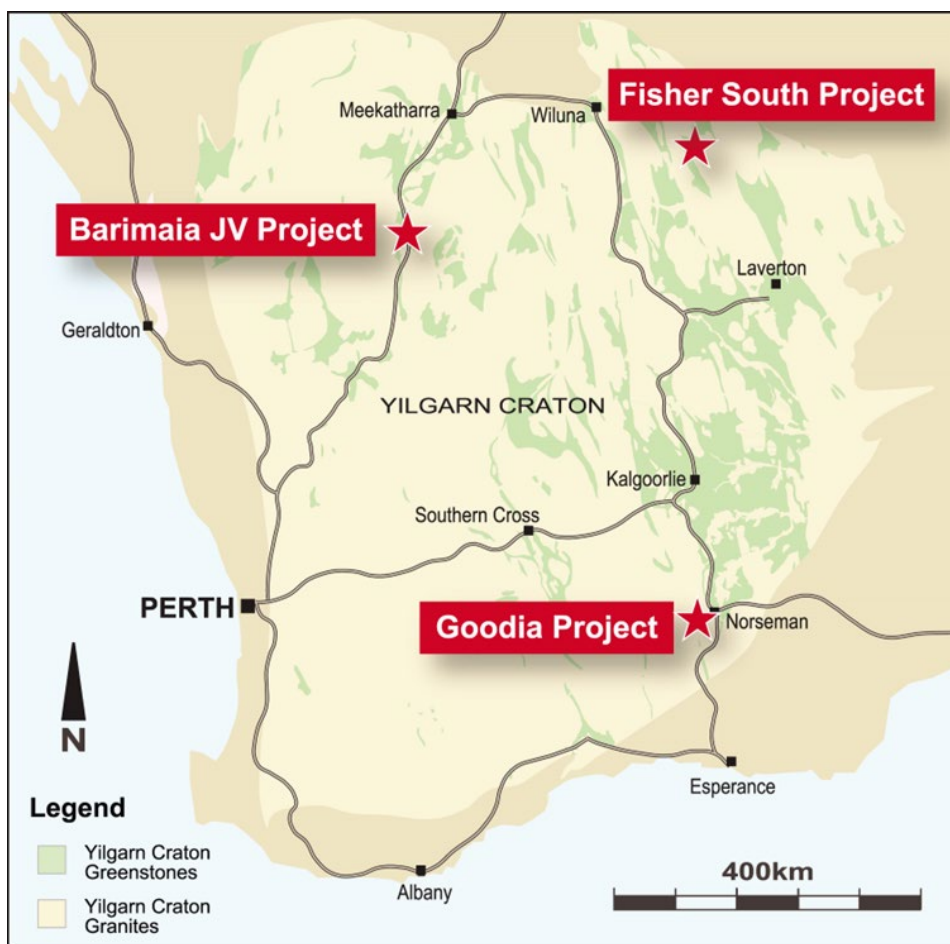 Fisher South Project
Meekatharra
Wiluna
Barimaia JV Project
Laverton
Geraldton
YILGARN CRATON
Kalgoorlie
Southern Cross
PERTH
Goodia Project
Norseman
N
Esperance
Legend
Yilgarn Craton
Greenstones
Yilgarn Craton
Granites
Albany
400km